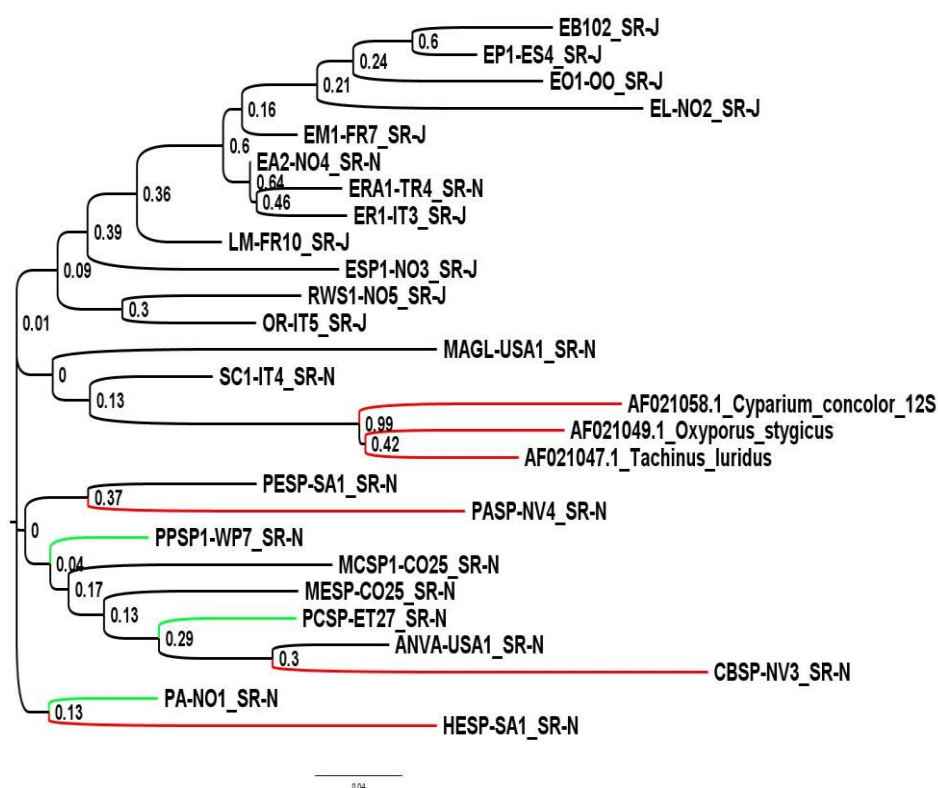 EB102_SR-J
0.6
EP1-ES4_SR-J
0.24
EO1-OO_SR-J
0.21
EL-NO2_SR-J
0.16
EM1-FR7_SR-J
0.6
EA2-NO4_SR-N
0.64
ERA1-TR4_SR-N
0.46
ER1-IT3_SR-J
0.36
LM-FR10_SR-J
0.39
ESP1-NO3_SR-J
0.09
RWS1-NO5_SR-J
0.3
OR-IT5_SR-J
0.01
MAGL-USA1_SR-N
0
SC1-IT4_SR-N
0.13
AF021058.1_Cyparium_concolor_12S
0.99
AF021049.1_Oxyporus_stygicus
0.42
AF021047.1_Tachinus_luridus
PESP-SA1_SR-N
0.37
PASP-NV4_SR-N
0
PPSP1-WP7_SR-N
0.04
MCSP1-CO25_SR-N
0.17
MESP-CO25_SR-N
0.13
PCSP-ET27_SR-N
0.29
ANVA-USA1_SR-N
0.3
CBSP-NV3_SR-N
PA-NO1_SR-N
0.13
HESP-SA1_SR-N
0.04